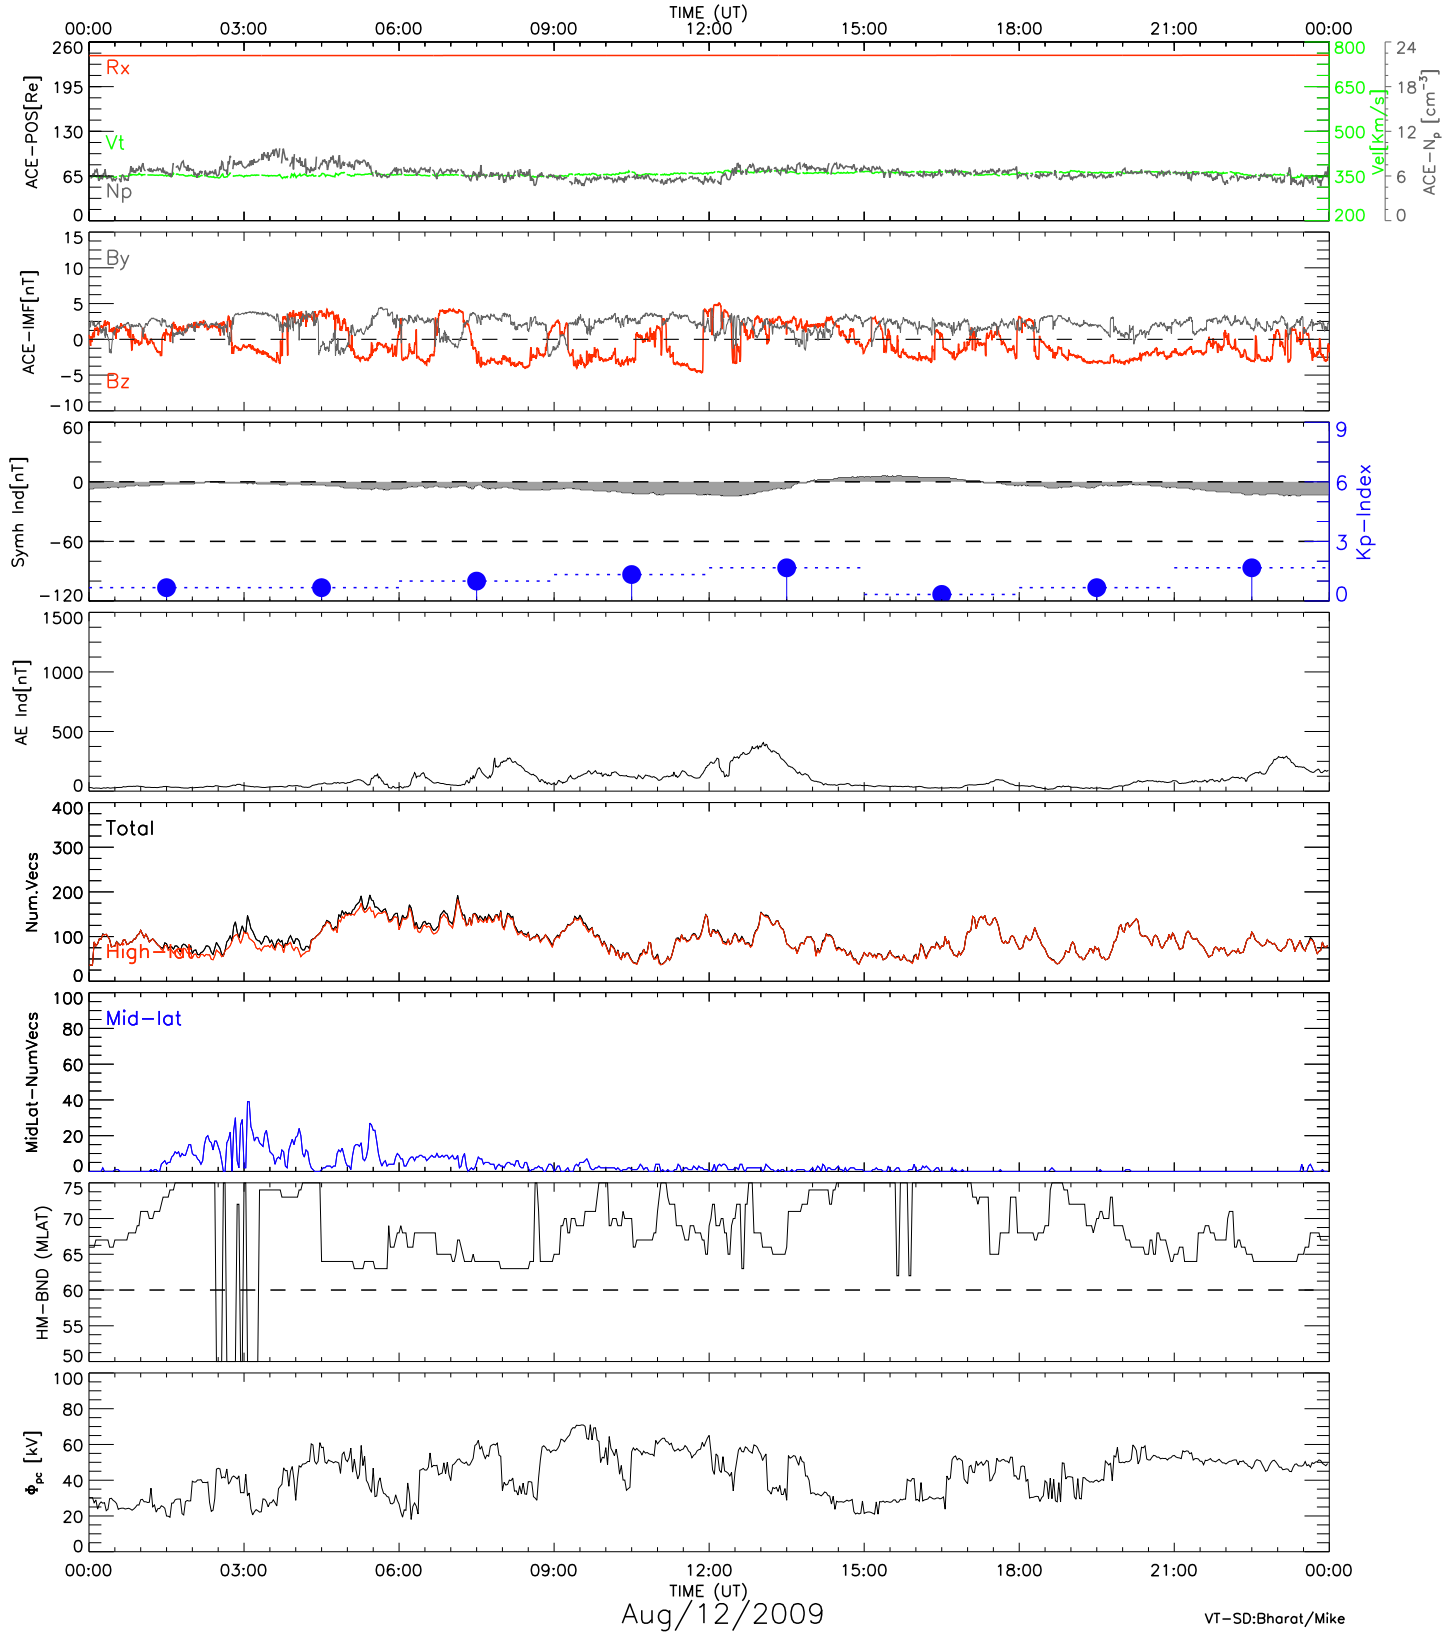 TIME (UT)
00:00 03:00 06:00 09:00 12:00 15:00 18:00 21:00 00:00
260 195 130 65 0
ACE-POS[Re]
Rx
Vt
Np
800 650 500 350 200
Vel[Km/s]
24 18 12 6 0
ACE-Np [cm-3]
15 10 5 0 -5 -10
ACE-IMF[nT]
By
Bz
60 0 -60 -120
Symh Ind[nT]
9 6 3 0
Kp-Index
1500 1000 500 0
AE Ind[nT]
400 300 200 100 0
Num.Vecs
Total
High-lat
100 80 60 40 20 0
MidLat-NumVecs
Mid-lat
75 70 65 60 55 50
HM-BND (MLAT)
100 80 60 40 20 0
Φpc [kV]
00:00 03:00 06:00 09:00 12:00 15:00 18:00 21:00 00:00
TIME (UT)
Aug/12/2009
VT-SD:Bharat/Mike